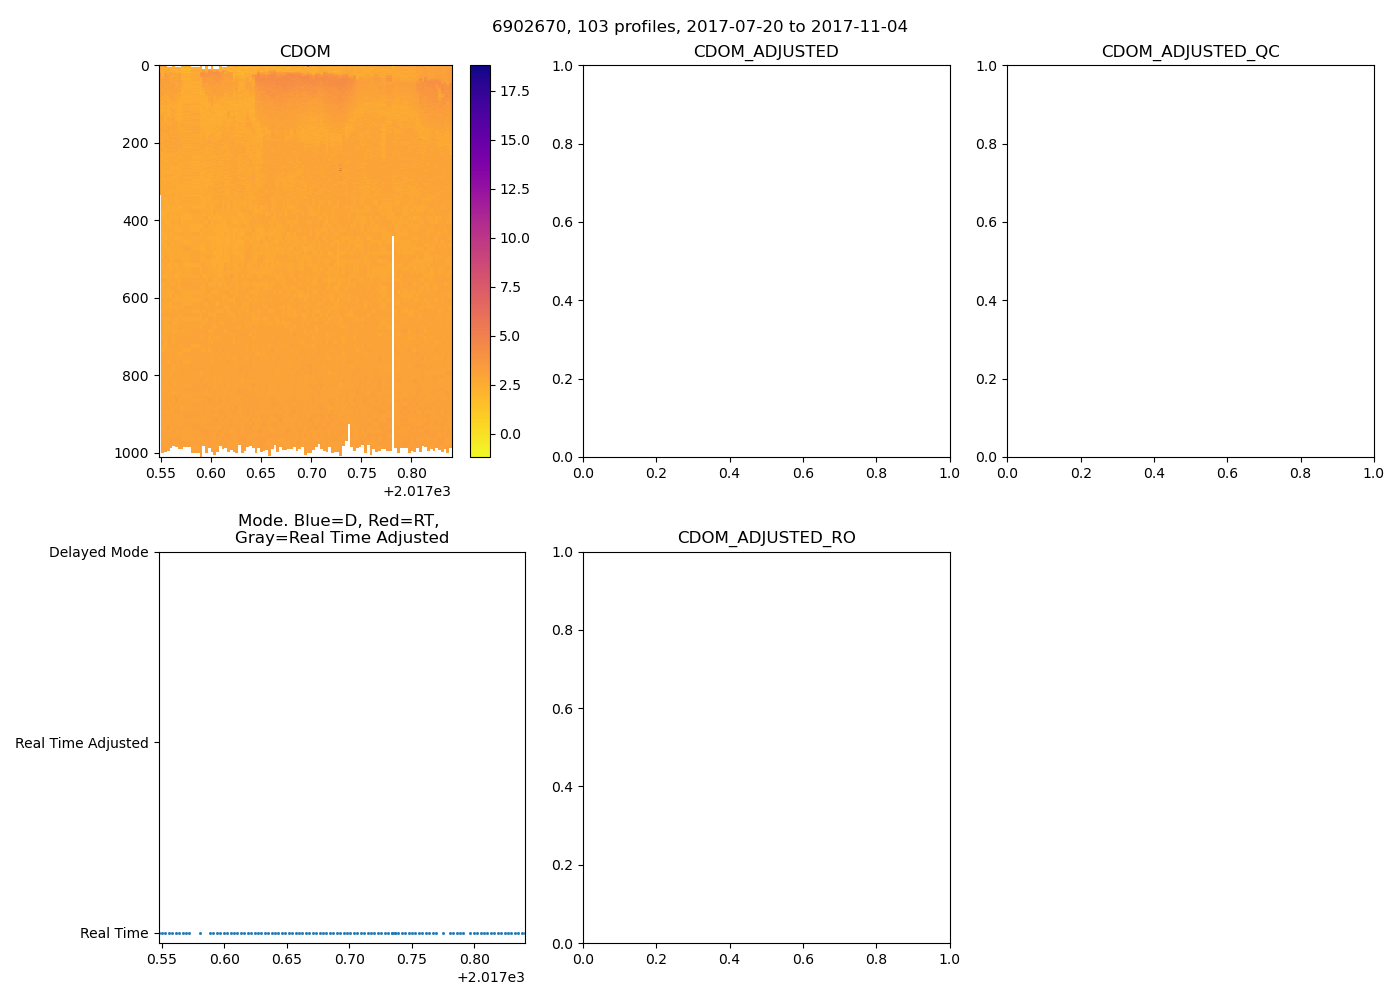 6902670, 103 profiles, 2017-07-20 to 2017-11-04
CDOM
0
200
400
600
800
1000
0.55 0.60 0.65 0.70 0.75 0.80
+2.017e3
17.5
15.0
12.5
10.0
7.5
5.0
2.5
0.0
CDOM_ADJUSTED
1.0
0.8
0.6
0.4
0.2
0.0
0.0 0.2 0.4 0.6 0.8 1.0
CDOM_ADJUSTED_QC
1.0
0.8
0.6
0.4
0.2
0.0
0.0 0.2 0.4 0.6 0.8 1.0
Mode. Blue=D, Red=RT,
Gray=Real Time Adjusted
Delayed Mode
Real Time Adjusted
Real Time
0.55 0.60 0.65 0.70 0.75 0.80
+2.017e3
CDOM_ADJUSTED_RO
1.0
0.8
0.6
0.4
0.2
0.0
0.0 0.2 0.4 0.6 0.8 1.0